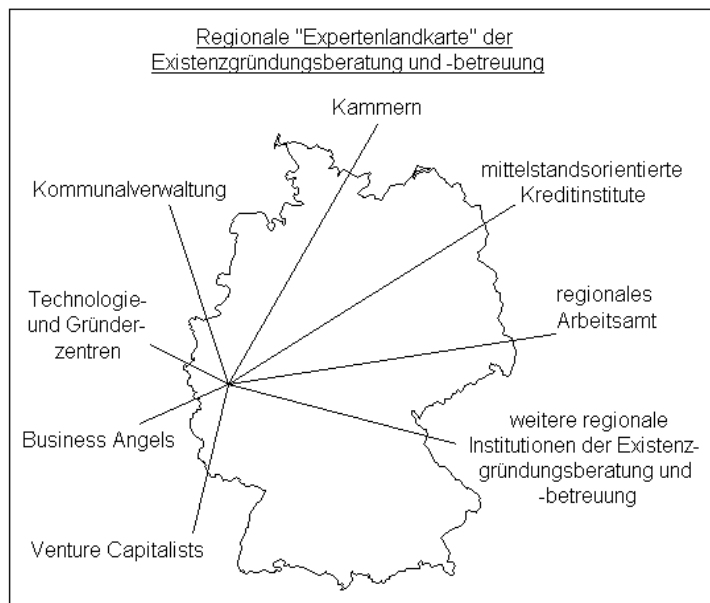 Regionale "Expertenlandkarte" der
Existenzgründungsberatung und -betreuung
Kammern
mittelstandsorientierte
Kreditinstitute
Kommunalverwaltung
regionales
Arbeitsamt
Technologie-
und Gründer-
zentren
Business Angels
weitere regionale
Institutionen der Existenz-
gründungsberatung und
-betreuung
Venture Capitalists